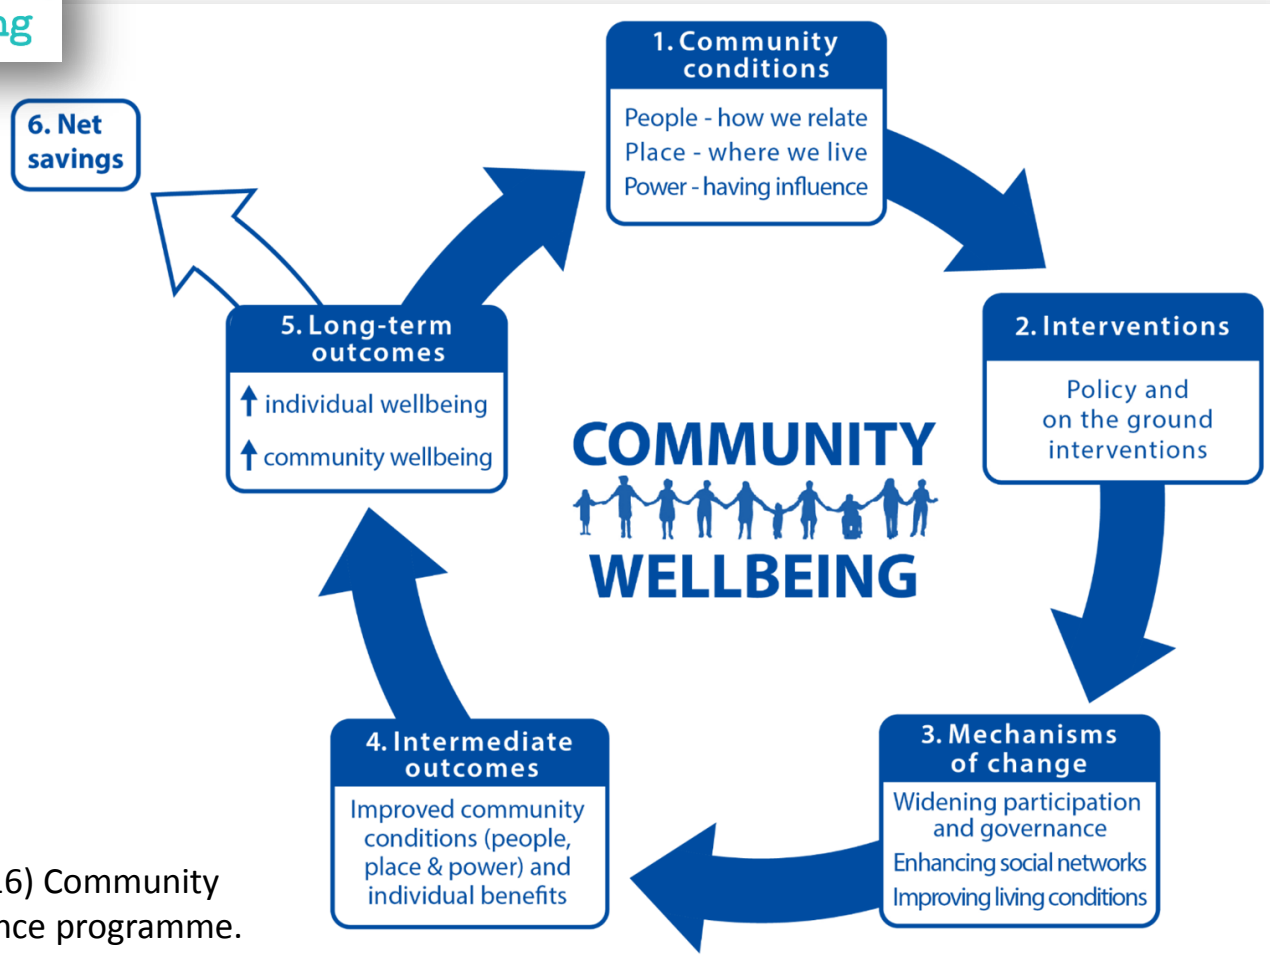 1. Community
conditions
People - how we relate
Place - where we live
Power - having influence
6. Net
savings
2. Interventions
Policy and
on the ground
interventions
5. Long-term
outcomes
individual wellbeing
community wellbeing
COMMUNITY
WELLBEING
3. Mechanisms
of change
Widening participation
and governance
Enhancing social networks
Improving living conditions
4. Intermediate
outcomes
Improved community
conditions (people,
place & power) and
individual benefits
6) Community
programme.